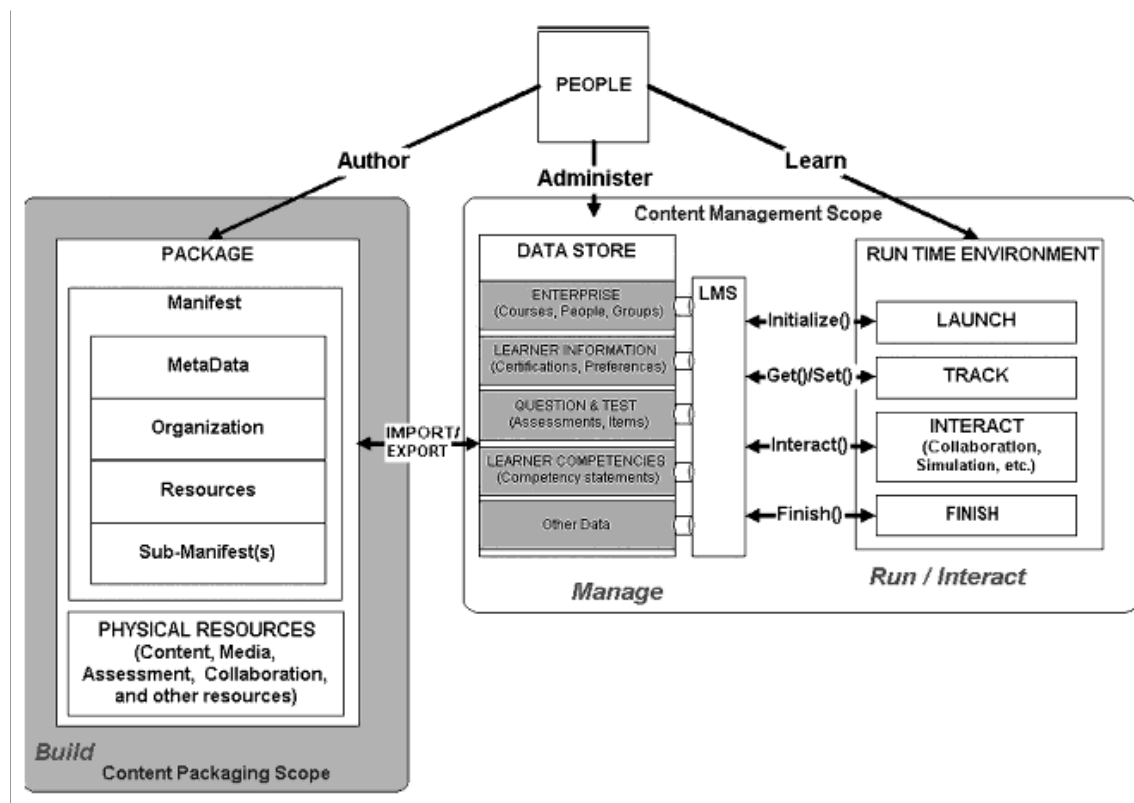 PEOPLE
Author
Administer
Learn
Content Management Scope
PACKAGE
Manifest
MetaData
Organization
Resources
Sub-Manifest(s)
PHYSICAL RESOURCES
(Content, Media,
Assessment, Collaboration,
and other resources)
Build
Content Packaging Scope
IMPORT/
EXPORT
DATA STORE
ENTERPRISE
(Courses, People, Groups)
LEARNER INFORMATION
(Certifications, Preferences)
QUESTION & TEST
(Assessments, Items)
LEARNER COMPETENCIES
(Competency statements)
Other Data
LMS
Manage
Initialize()
Get()/Set()
Interact()
Finish()
RUN TIME ENVIRONMENT
LAUNCH
TRACK
INTERACT
(Collaboration,
Simulation, etc.)
FINISH
Run / Interact